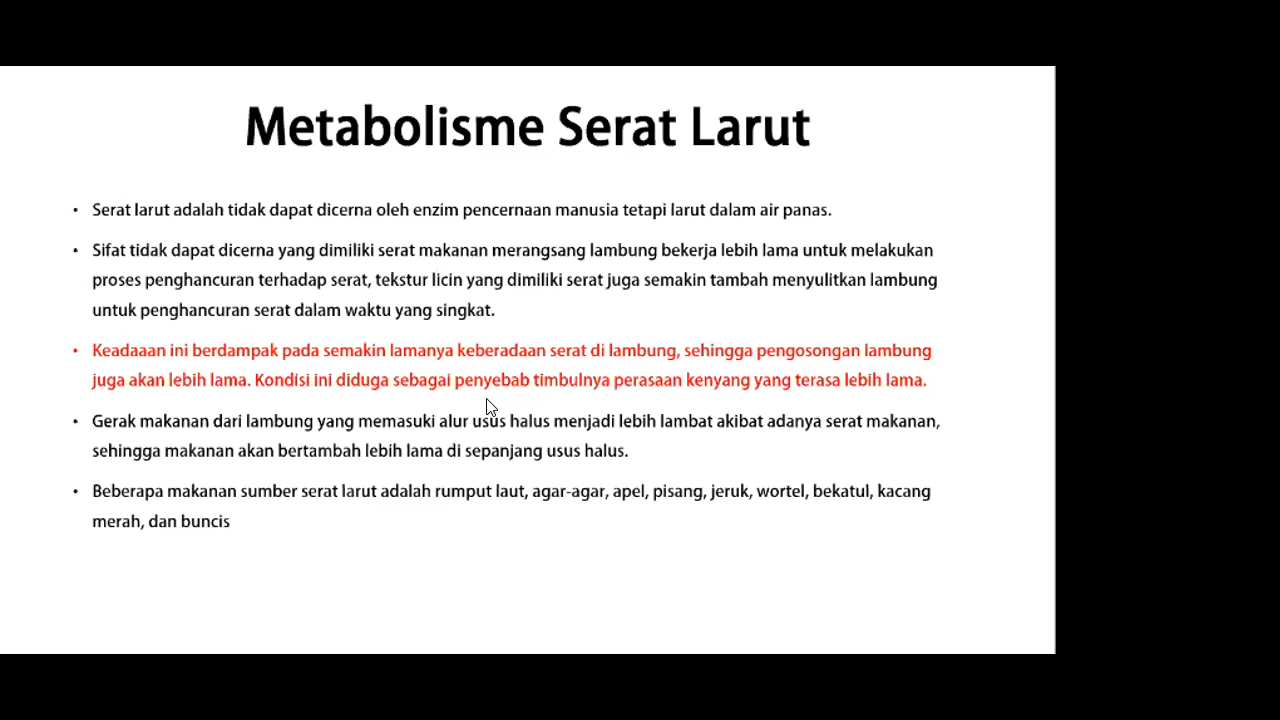 Metabolisme Serat Larut
• Serat larut adalah tidak dapat dicerna oleh enzim pencernaan manusia tetapi larut dalam air panas.
• Sifat tidak dapat dicerna yang dimiliki serat makanan merangsang lambung bekerja lebih lama untuk melakukan
proses penghancuran terhadap serat, tekstur licin yang dimiliki serat juga semakin tambah menyulitkan lambung
untuk penghancuran serat dalam waktu yang singkat.
• Keadaaan ini berdampak pada semakin lamanya keberadaan serat di lambung, sehingga pengosongan lambung
juga akan lebih lama. Kondisi ini diduga sebagai penyebab timbulnya perasaan kenyang yang terasa lebih lama.
• Gerak makanan dari lambung yang memasuki alur usus halus menjadi lebih lambat akibat adanya serat makanan,
sehingga makanan akan bertambah lebih lama di sepanjang usus halus.
• Beberapa makanan sumber serat larut adalah rumput laut, agar-agar, apel, pisang, jeruk, wortel, bekatul, kacang
merah, dan buncis